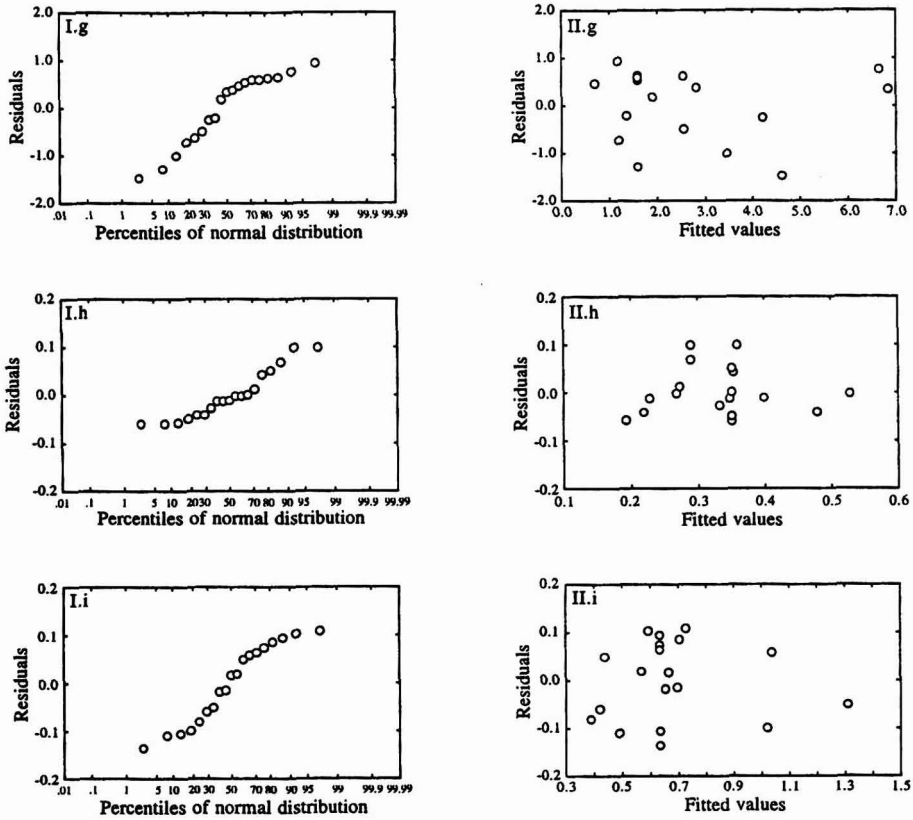 I.g
2.0
1.0
0.0
-1.0
-2.0
Residuals
.01 .1 1 5 10 20 30 50 70 80 90 95 99 99.9 99.99
Percentiles of normal distribution
II.g
2.0
1.0
0.0
-1.0
-2.0
Residuals
0.0 1.0 2.0 3.0 4.0 5.0 6.0 7.0
Fitted values
I.h
0.2
0.1
0.0
-0.1
-0.2
Residuals
.01 .1 1 5 10 20 30 50 70 80 90 95 99 99.9 99.99
Percentiles of normal distribution
II.h
0.2
0.1
0.0
-0.1
-0.2
Residuals
0.1 0.2 0.3 0.4 0.5 0.6
Fitted values
I.i
0.2
0.1
0.0
-0.1
-0.2
Residuals
.01 .1 1 5 10 20 30 50 70 80 90 95 99 99.9 99.99
Percentiles of normal distribution
II.i
0.2
0.1
0.0
-0.1
-0.2
Residuals
0.3 0.5 0.7 0.9 1.1 1.3 1.5
Fitted values